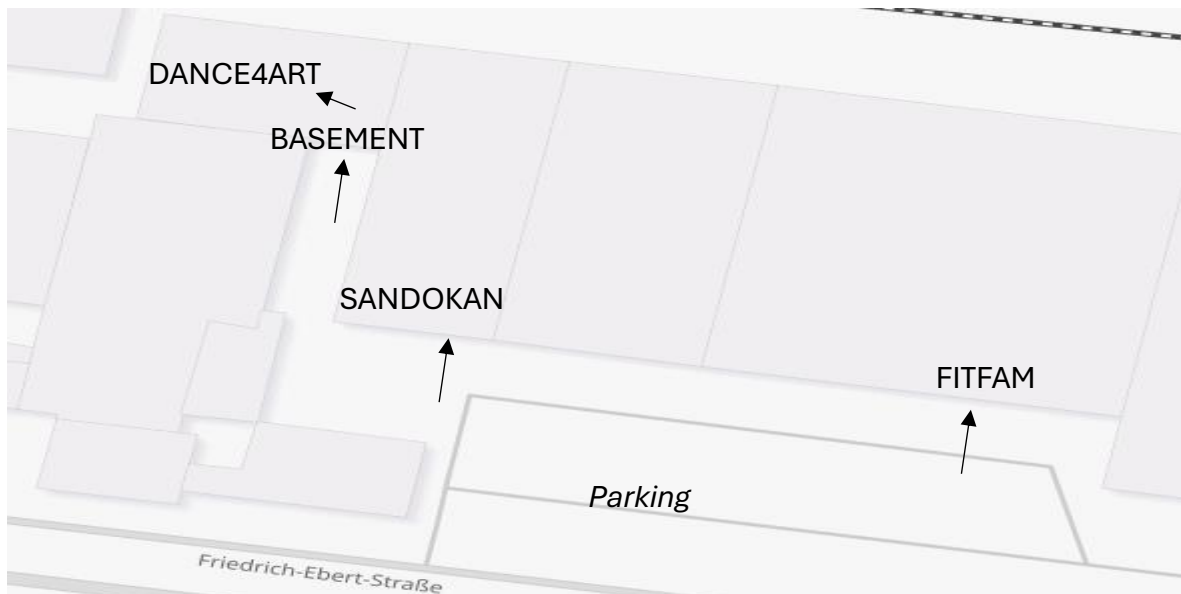 DANCE4ART
BASEMENT
SANDOKAN
FITFAM
Parking
Friedrich-Ebert-Straße